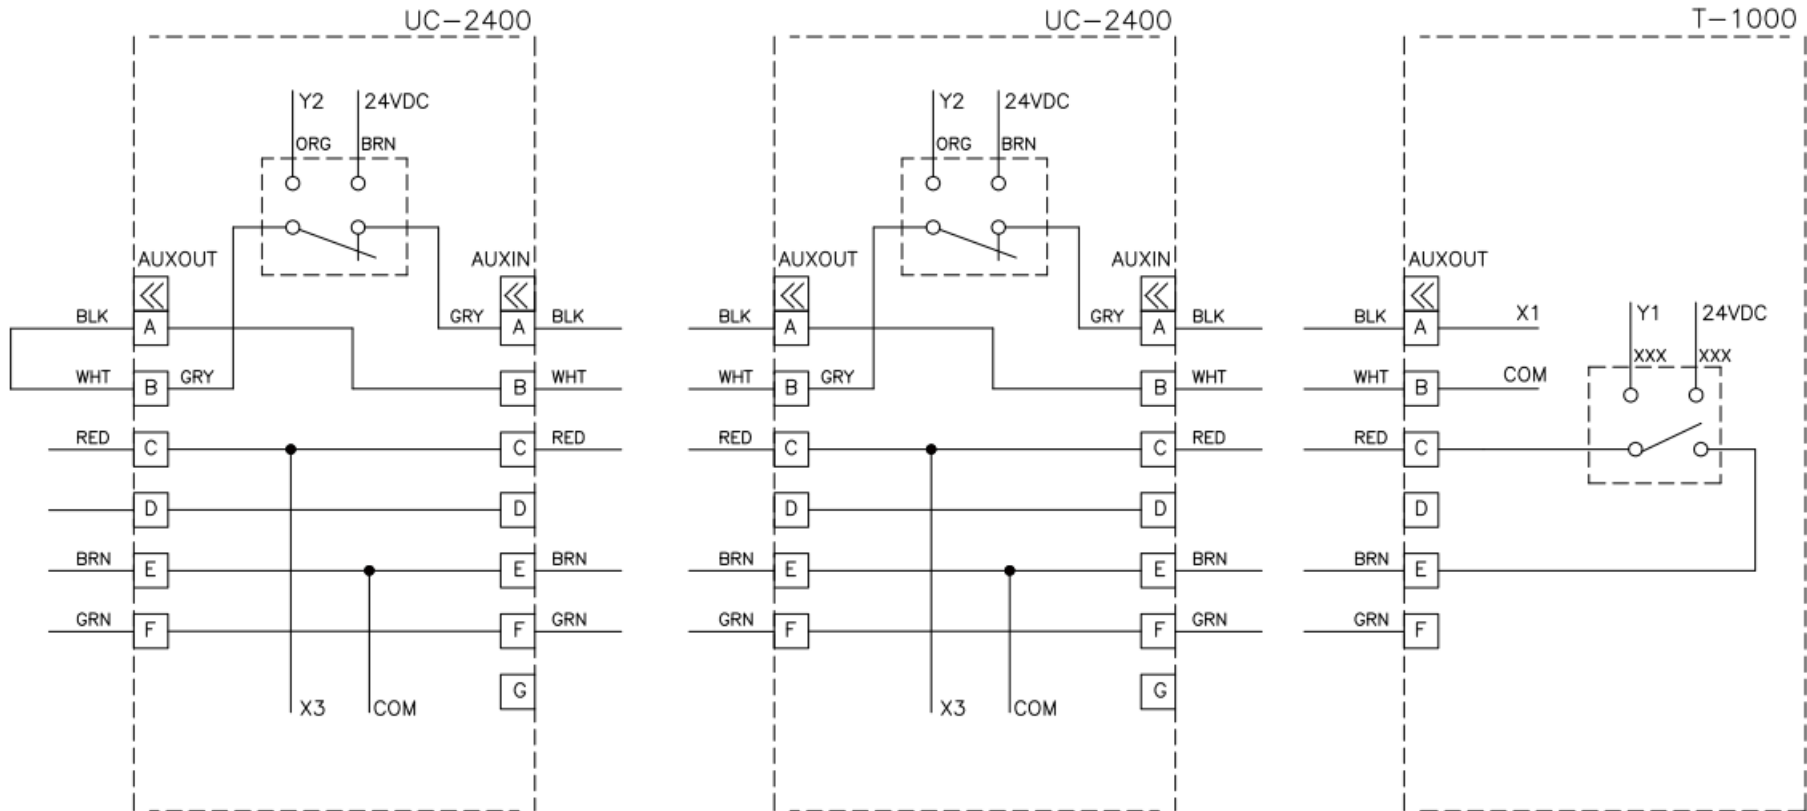 UC-2400 UC-2400 T-1000
Y2 24VDC Y2 24VDC
ORG BRN ORG BRN
AUXOUT AUXIN AUXOUT AUXIN AUXOUT
BLK A GRY A BLK BLK A GRY A BLK BLK A X1 Y1 24VDC
XXX XXX
WHT B GRY B WHT WHT B GRY B WHT WHT B COM
RED C C RED RED C C RED RED C
D D D D D
BRN E E BRN BRN E E BRN BRN E
GRN F F GRN GRN F F GRN GRN F
G G
X3 COM X3 COM